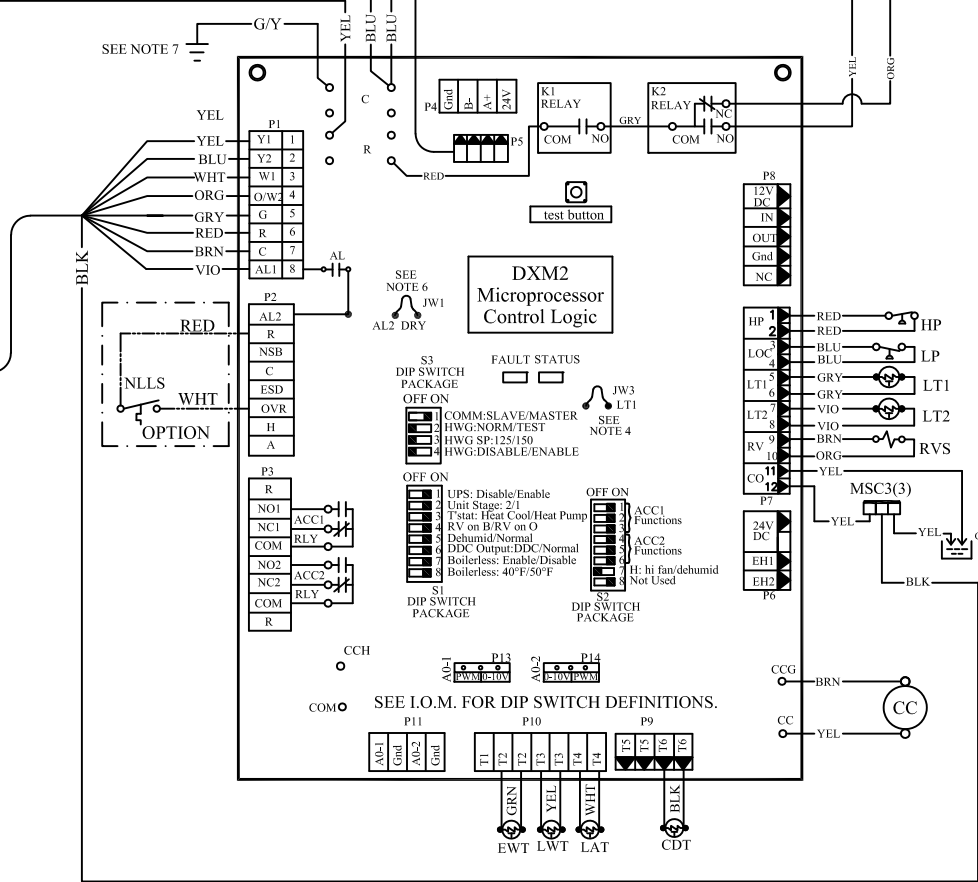 G/Y
YEL
BLU
BLU
SEE NOTE 7
YEL
ORG
C
R
RED
P4
Gnd
B-
A+
24V
P5
K1
RELAY
COM
NO
GRY
K2
RELAY
NC
COM
NO
YEL
P1
YEL Y1 1
BLU Y2 2
WHT W1 3
ORG O/W2 4
GRY G 5
RED R 6
BRN C 7
VIO AL1 8
AL
BLK
test button
DXM2
Microprocessor
Control Logic
SEE
NOTE 6
JW1
AL2 DRY
P2
AL2
R
NSB
C
ESD
OVR
H
A
RED
NLLS
WHT
OPTION
FAULT STATUS
JW3
LT1
SEE
NOTE 4
S3
DIP SWITCH
PACKAGE
OFF ON
1 COMM:SLAVE/MASTER
2 HWG:NORM/TEST
3 HWG SP:125/150
4 HWG:DISABLE/ENABLE
OFF ON
1 UPS: Disable/Enable
2 Unit Stage: 2/1
3 T'stat: Heat Cool/Heat Pump
4 RV on B/RV on O
5 Dehumid/Normal
6 DDC Output:DDC/Normal
7 Boilerless: Enable/Disable
8 Boilerless: 40°F/50°F
S1
DIP SWITCH
PACKAGE
OFF ON
1
2
3
4
5
6
7
8
ACC1
Functions
ACC2
Functions
H: hi fan/dehumid
Not Used
S2
DIP SWITCH
PACKAGE
P3
R
NO1
NC1
COM
NO2
NC2
COM
R
ACC1
RLY
ACC2
RLY
P8
12V
DC
IN
OUT
Gnd
NC
HP 1 RED
2 RED
HP
LOC 3 BLU
4 BLU
LP
LT1 5 GRY
6 GRY
LT1
LT2 7 VIO
8 VIO
LT2
RV 9 BRN
10 ORG
RVS
CO 11 YEL
12
P7
MSC3(3)
YEL
YEL
BLK
24V
DC
EH1
EH2
P6
CCH
COM
A0-1
P13
PWM 0-10V
A0-2
P14
0-10V PWM
SEE I.O.M. FOR DIP SWITCH DEFINITIONS.
CCG
BRN
CC
CC
YEL
P11
A0-1
Gnd
A0-2
Gnd
P10
T1
T2
T2
T3
T3
T4
T4
P9
T5
T5
T6
T6
GRN
YEL
WHT
BLK
EWT
LWT
LAT
CDT